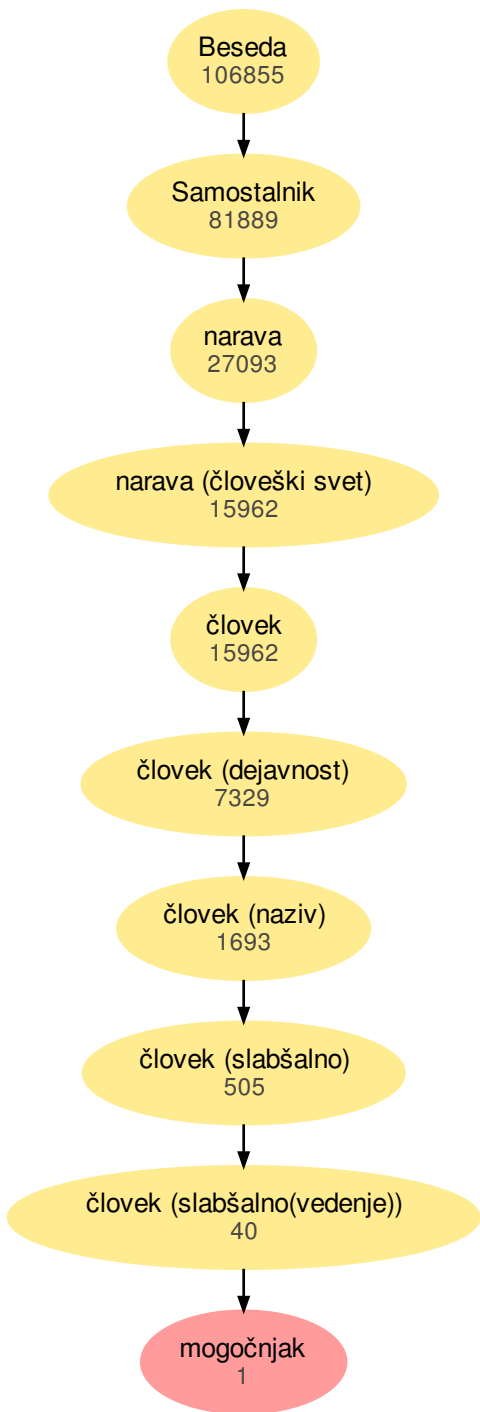 Beseda
106855
Samostalnik
81889
narava
27093
narava (človeški svet)
15962
človek
15962
človek (dejavnost)
7329
človek (naziv)
1693
človek (slabšalno)
505
človek (slabšalno(vedenje))
40
mogočnjak
1